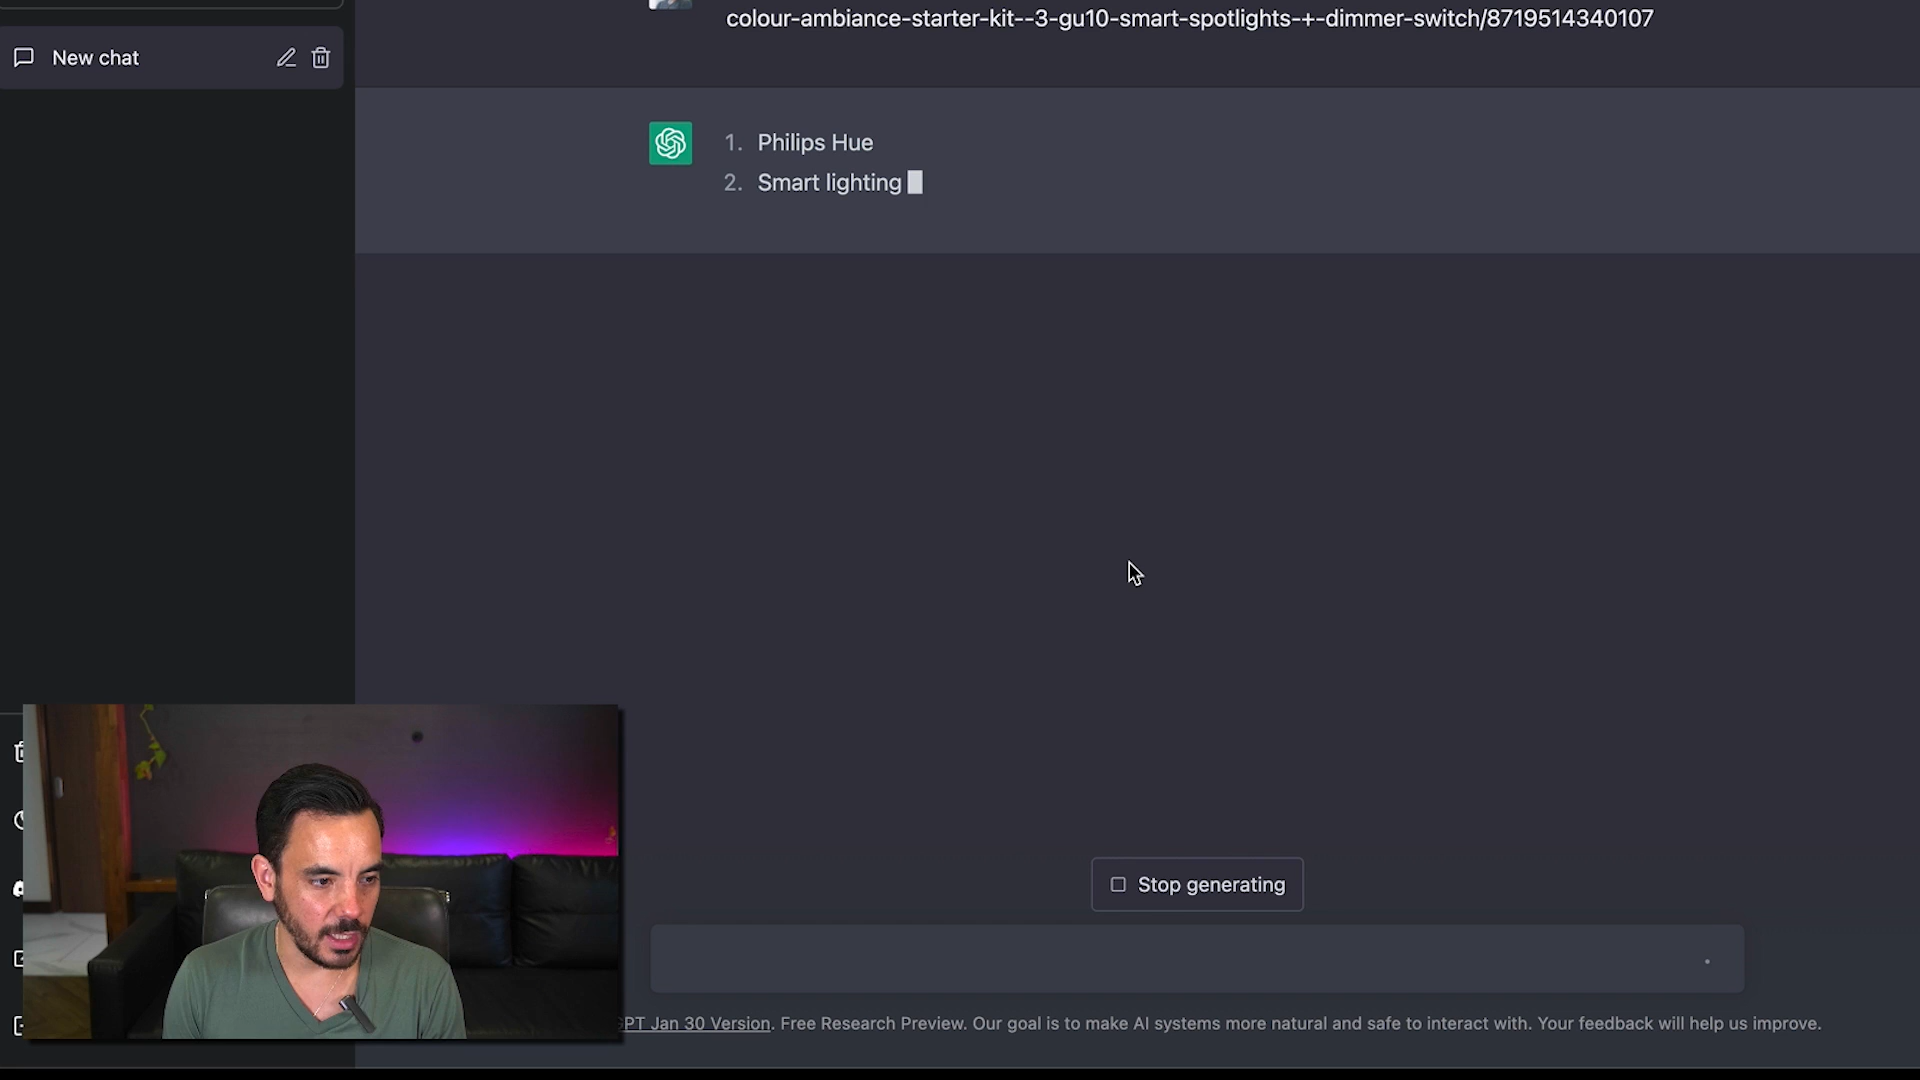 colour-ambiance-starter-kit--3-gu10-smart-spotlights-+-dimmer-switch/8719514340107
New chat
1. Philips Hue
2. Smart lighting
Stop generating
GPT Jan 30 Version. Free Research Preview. Our goal is to make AI systems more natural and safe to interact with. Your feedback will help us improve.